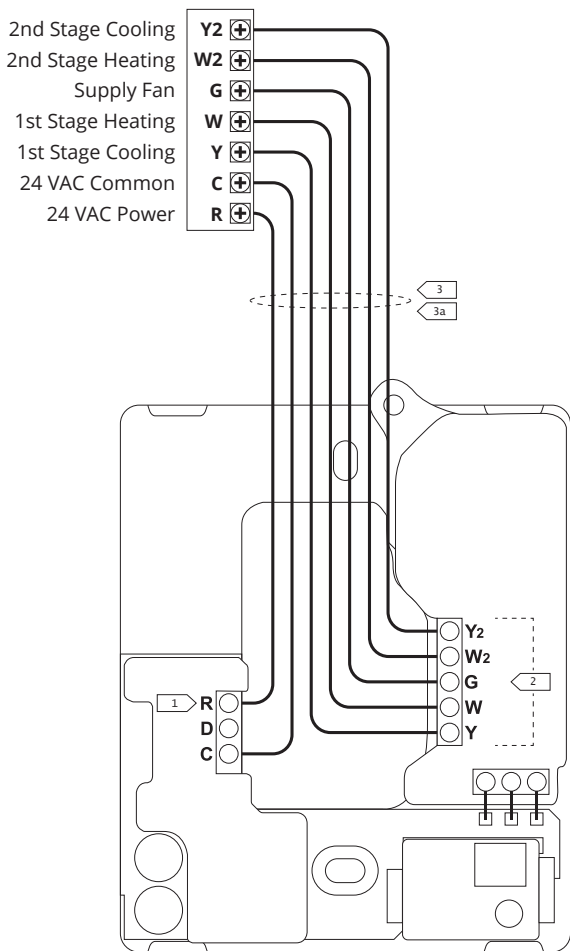 2nd Stage Cooling Y2
2nd Stage Heating W2
Supply Fan G
1st Stage Heating W
1st Stage Cooling Y
24 VAC Common C
24 VAC Power R
3
3a
Y2
W2
G
W
Y
2
1
R
D
C